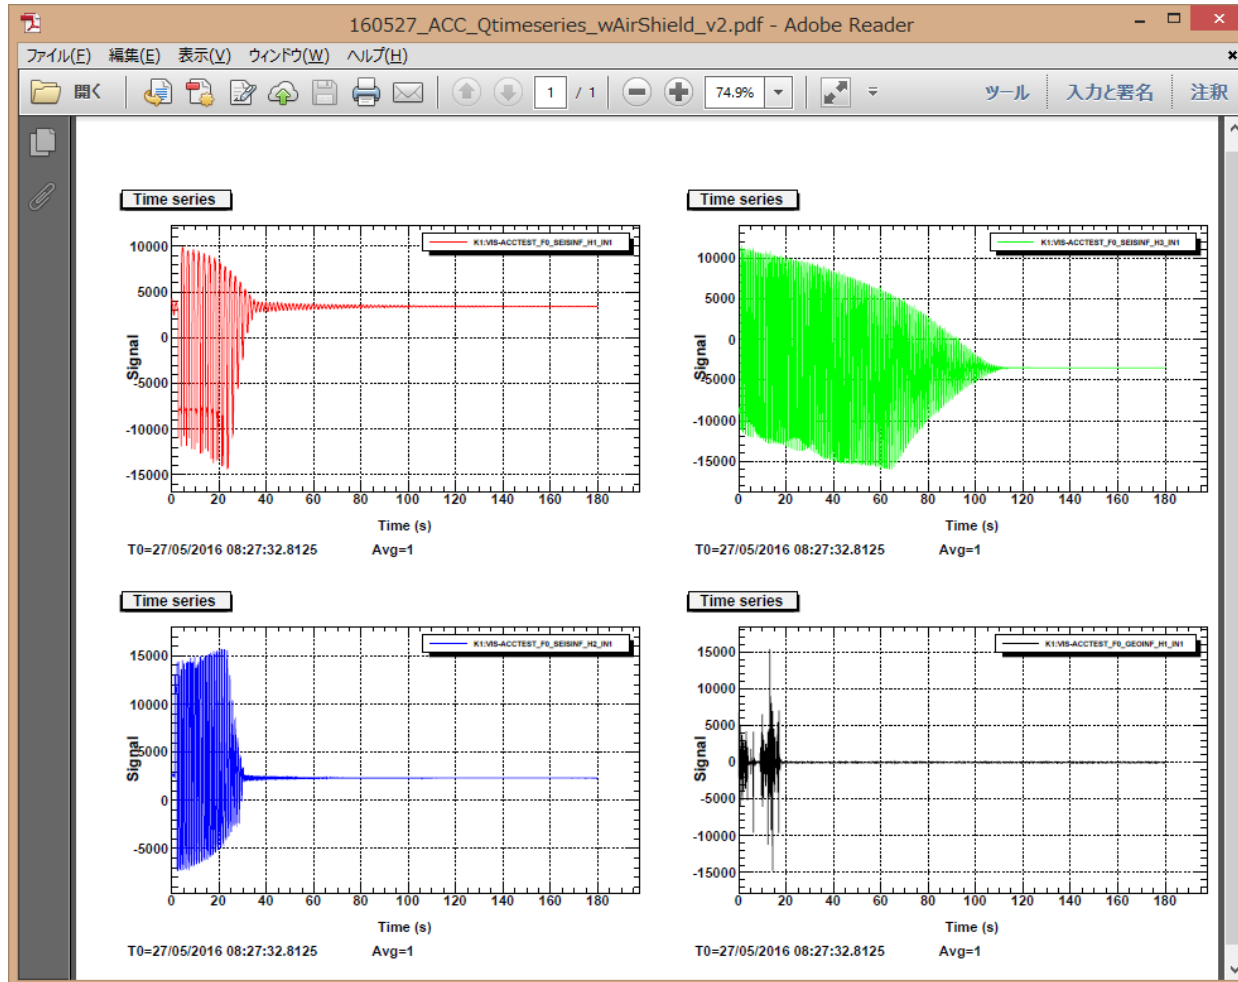 160527_ACC_Qtimeseries_wAirShield_v2.pdf - Adobe Reader
ファイル(F) 編集(E) 表示(V) ウィンドウ(W) ヘルプ(H)
開く 1 / 1 74.9% ツール 入力と署名 注釈
Time series
K1:VIS-ACCTEST_F0_SEISINF_H1_IN1
10000
5000
0
-5000
-10000
-15000
Signal
0 20 40 60 80 100 120 140 160 180
Time (s)
T0=27/05/2016 08:27:32.8125 Avg=1
Time series
K1:VIS-ACCTEST_F0_SEISINF_H3_IN1
10000
5000
0
-5000
-10000
-15000
Signal
0 20 40 60 80 100 120 140 160 180
Time (s)
T0=27/05/2016 08:27:32.8125 Avg=1
Time series
K1:VIS-ACCTEST_F0_SEISINF_H2_IN1
15000
10000
5000
0
-5000
Signal
0 20 40 60 80 100 120 140 160 180
Time (s)
T0=27/05/2016 08:27:32.8125 Avg=1
Time series
K1:VIS-ACCTEST_F0_GEOINF_H1_IN1
15000
10000
5000
0
-5000
-10000
-15000
Signal
0 20 40 60 80 100 120 140 160 180
Time (s)
T0=27/05/2016 08:27:32.8125 Avg=1